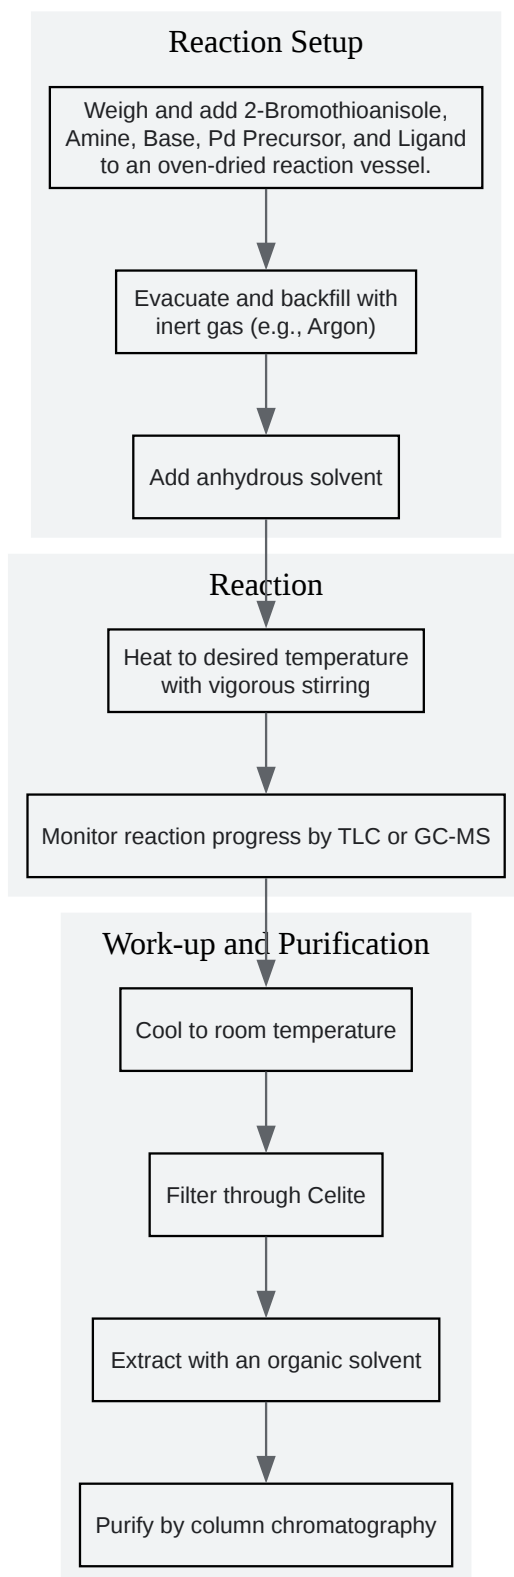 Reaction Setup
Weigh and add 2-Bromothioanisole,
Amine, Base, Pd Precursor, and Ligand
to an oven-dried reaction vessel.
Evacuate and backfill with
inert gas (e.g., Argon)
Add anhydrous solvent
Reaction
Heat to desired temperature
with vigorous stirring
Monitor reaction progress by TLC or GC-MS
Work-up and Purification
Cool to room temperature
Filter through Celite
Extract with an organic solvent
Purify by column chromatography